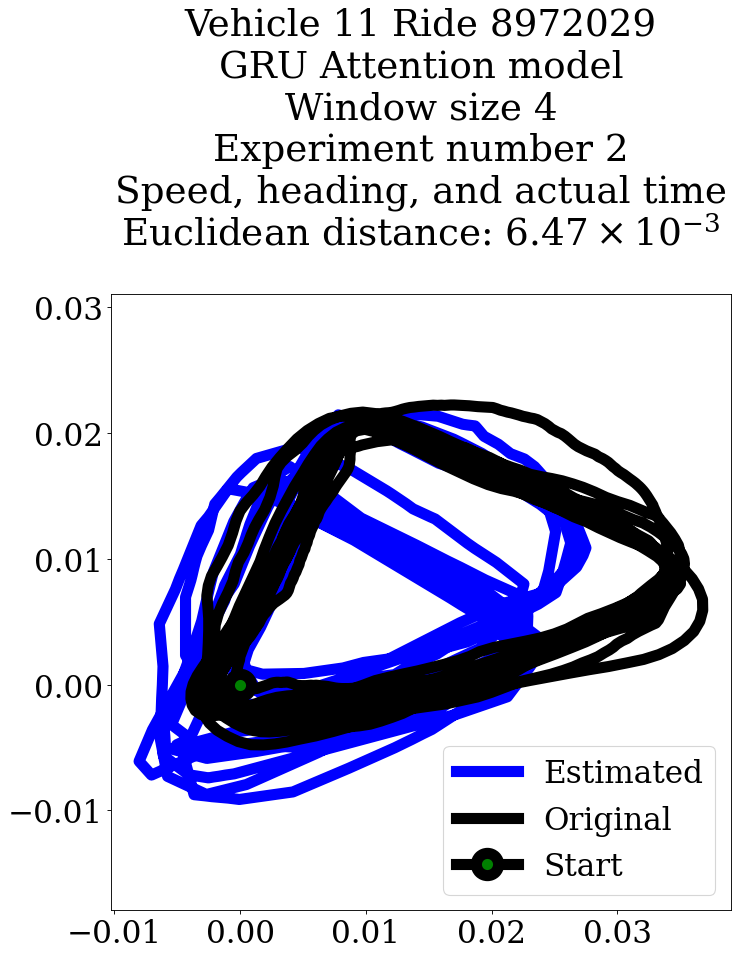 Vehicle 11 Ride 8972029
GRU Attention model
Window size 4
Experiment number 2
Speed, heading, and actual time
Euclidean distance: 6.47 × 10⁻³
0.03
0.02
0.01
0.00
−0.01
Estimated
Original
Start
−0.01 0.00 0.01 0.02 0.03